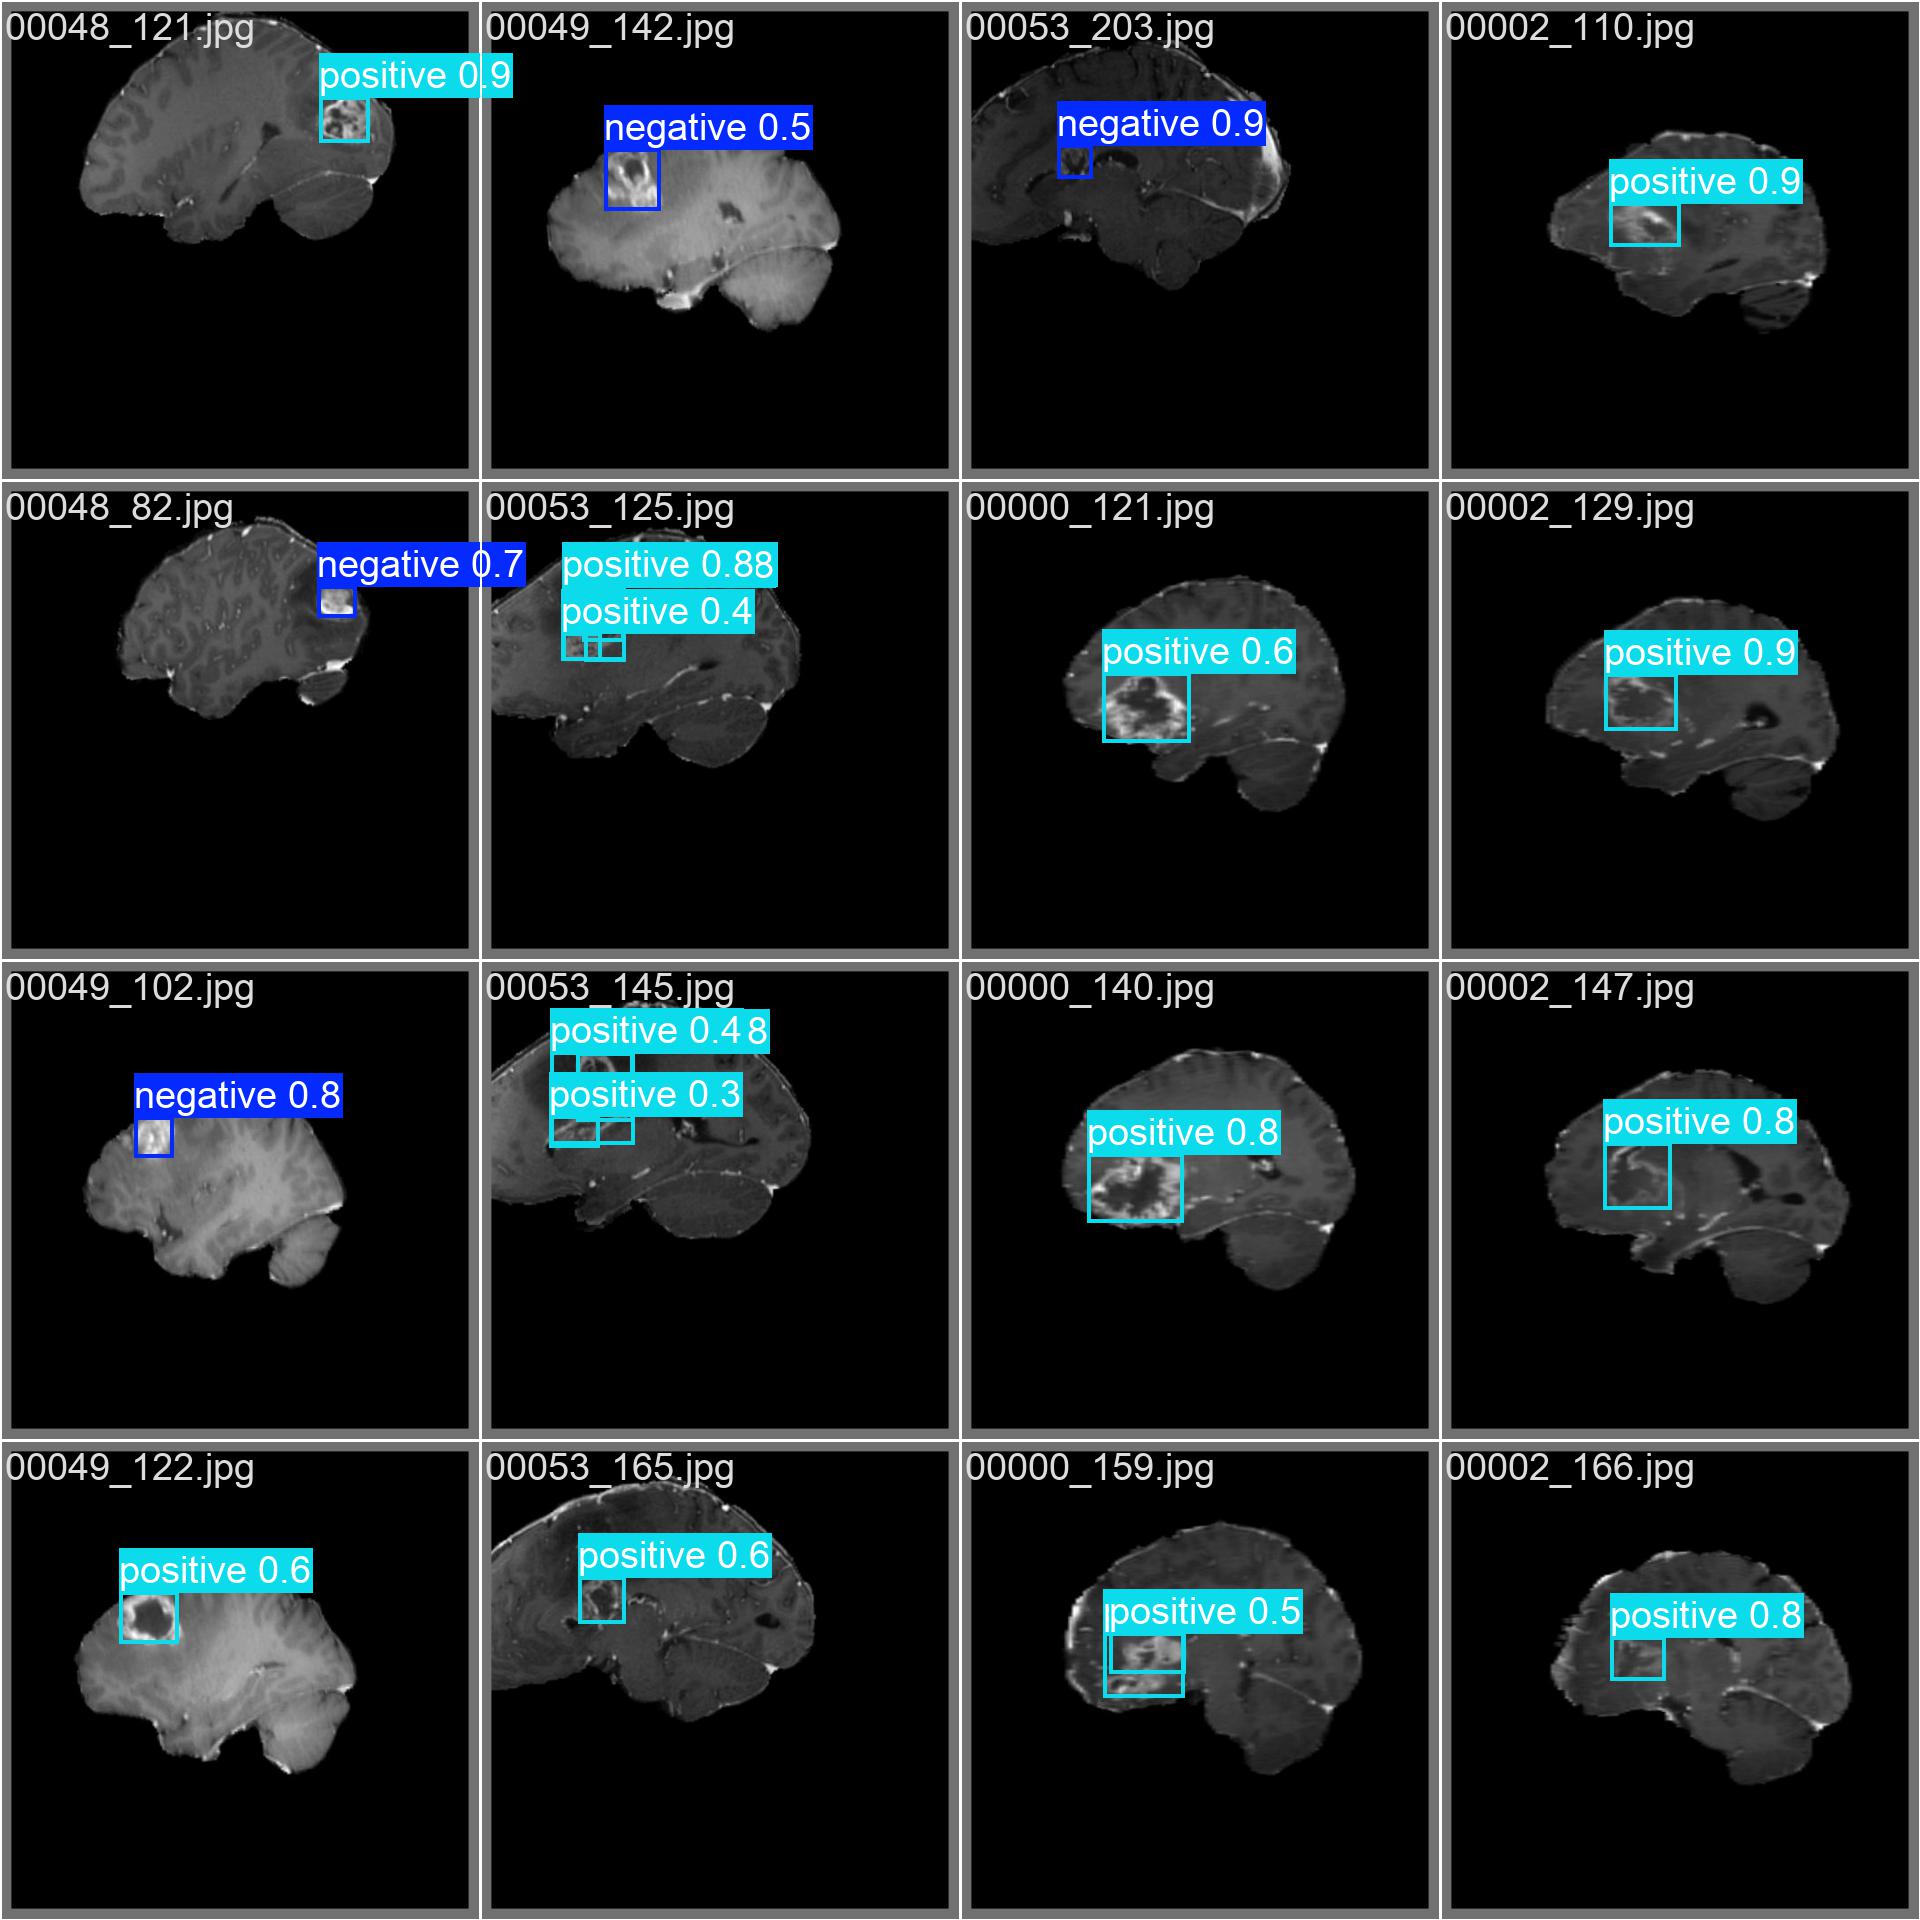 00048_121.jpg
positive 0.9
00049_142.jpg
negative 0.5
00053_203.jpg
negative 0.9
00002_110.jpg
positive 0.9
00048_82.jpg
negative 0.7
00053_125.jpg
positive 0.88
positive 0.4
00000_121.jpg
positive 0.6
00002_129.jpg
positive 0.9
00049_102.jpg
negative 0.8
00053_145.jpg
positive 0.4 8
positive 0.3
00000_140.jpg
positive 0.8
00002_147.jpg
positive 0.8
00049_122.jpg
positive 0.6
00053_165.jpg
positive 0.6
00000_159.jpg
positive 0.5
00002_166.jpg
positive 0.8